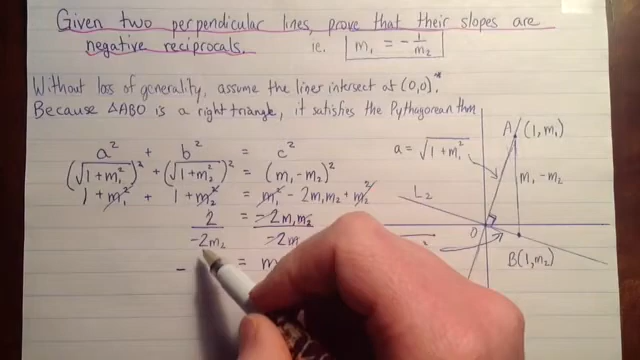 Given two perpendicular lines, prove that their slopes are
negative reciprocals. ie. m₁ = -1/m₂
Without loss of generality, assume the lines intersect at (0,0)*
Because △ABO is a right triangle, it satisfies the Pythagorean thm
a² + b² = c²
(√1+m₁²)² + (√1+m₂²)² = (m₁-m₂)²
1+m₁² + 1+m₂² = m₁² - 2m₁m₂ + m₂²
2 = -2m₁m₂
-2m₂ -2m
- = m
A (1,m₁)
a = √1+m₁²
m₁-m₂
L₂
O
B(1,m₂)